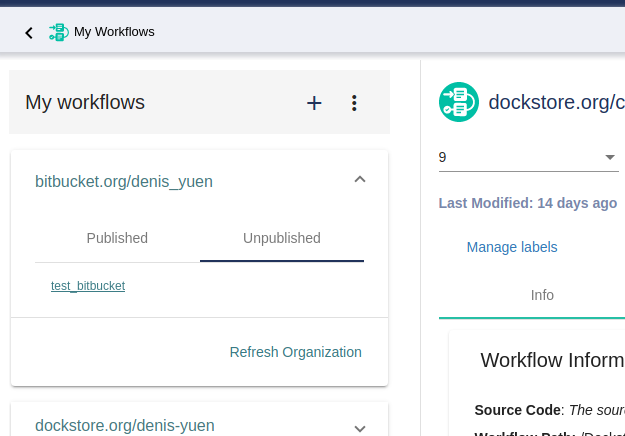 My Workflows
My workflows
bitbucket.org/denis_yuen
Published Unpublished
test_bitbucket
Refresh Organization
dockstore.org/denis-yuen
dockstore.org/c
9
Last Modified: 14 days ago
Manage labels
Info
Workflow Inform
Source Code: The sour
Workflow Path: /Dockst